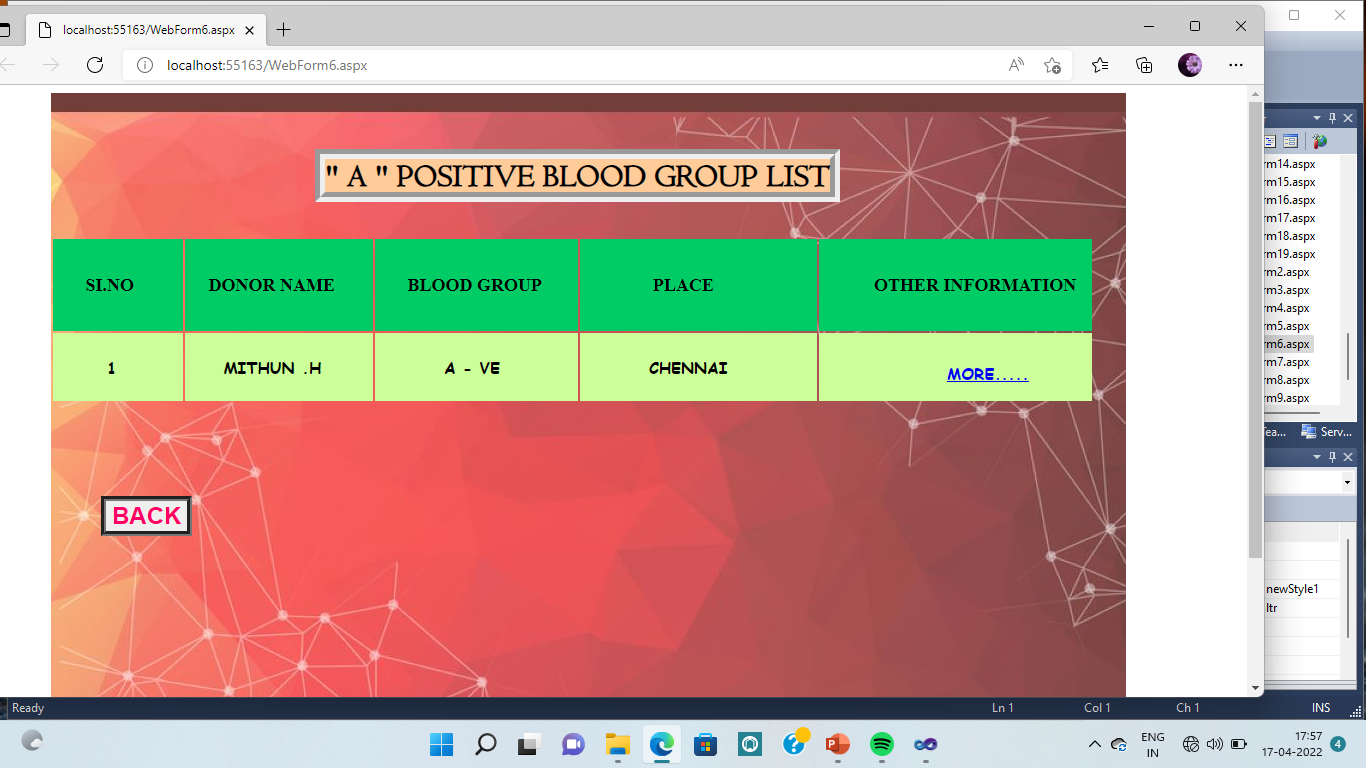 localhost:55163/WebForm6.aspx
localhost:55163/WebForm6.aspx
" A " POSITIVE BLOOD GROUP LIST
SI.NO DONOR NAME BLOOD GROUP PLACE OTHER INFORMATION
1 MITHUN .H A - VE CHENNAI MORE.....
BACK
rm14.aspx
rm15.aspx
rm16.aspx
rm17.aspx
rm18.aspx
rm19.aspx
rm2.aspx
rm3.aspx
rm4.aspx
rm5.aspx
rm6.aspx
rm7.aspx
rm8.aspx
rm9.aspx
Tea... Serv...
newStyle1
ltr
Ready Ln 1 Col 1 Ch 1 INS
ENG
IN
17:57
17-04-2022
4